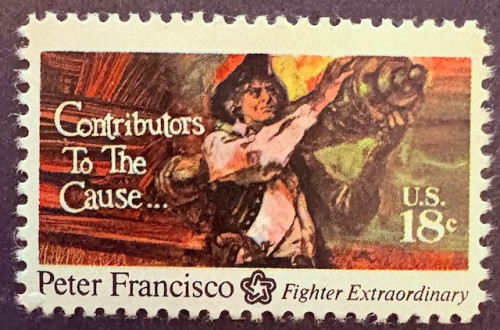 Contributors
To The
Cause...
U.S.
18c
Peter Francisco Fighter Extraordinary